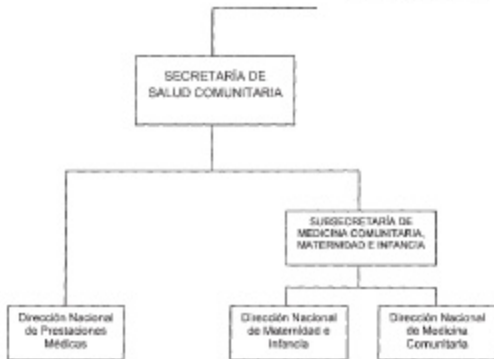 SECRETARÍA DE
SALUD COMUNITARIA
SUBSECRETARÍA DE
MEDICINA COMUNITARIA,
MATERNIDAD E INFANCIA
Dirección Nacional
de Prestaciones
Médicas
Dirección Nacional
de Maternidad e
Infancia
Dirección Nacional
de Medicina
Comunitaria